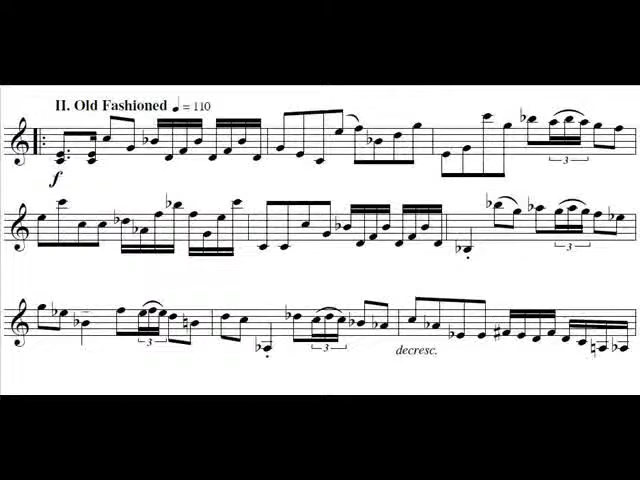 II. Old Fashioned ♩ = 110
f
3
3
3
3
decresc.